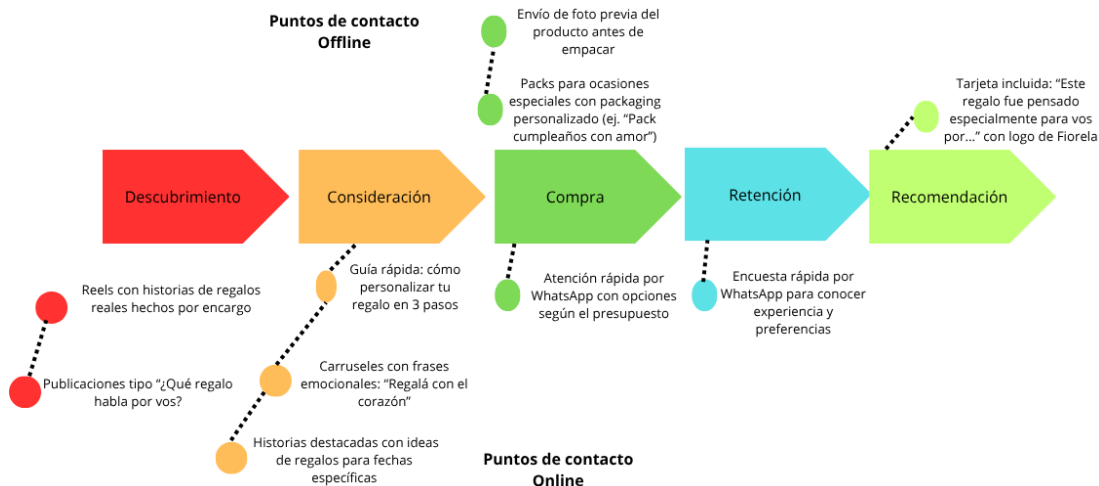 Puntos de contacto
Offline
Envío de foto previa del
producto antes de
empacar
Packs para ocasiones
especiales con packaging
personalizado (ej. “Pack
cumpleaños con amor”)
Tarjeta incluida: “Este
regalo fue pensado
especialmente para vos
por...” con logo de Fiorela
Descubrimiento
Consideración
Compra
Retención
Recomendación
Reels con historias de regalos
reales hechos por encargo
Publicaciones tipo “¿Qué regalo
habla por vos?
Guía rápida: cómo
personalizar tu
regalo en 3 pasos
Carruseles con frases
emocionales: “Regalá con el
corazón”
Historias destacadas con ideas
de regalos para fechas
específicas
Atención rápida por
WhatsApp con opciones
según el presupuesto
Encuesta rápida por
WhatsApp para conocer
experiencia y
preferencias
Puntos de contacto
Online